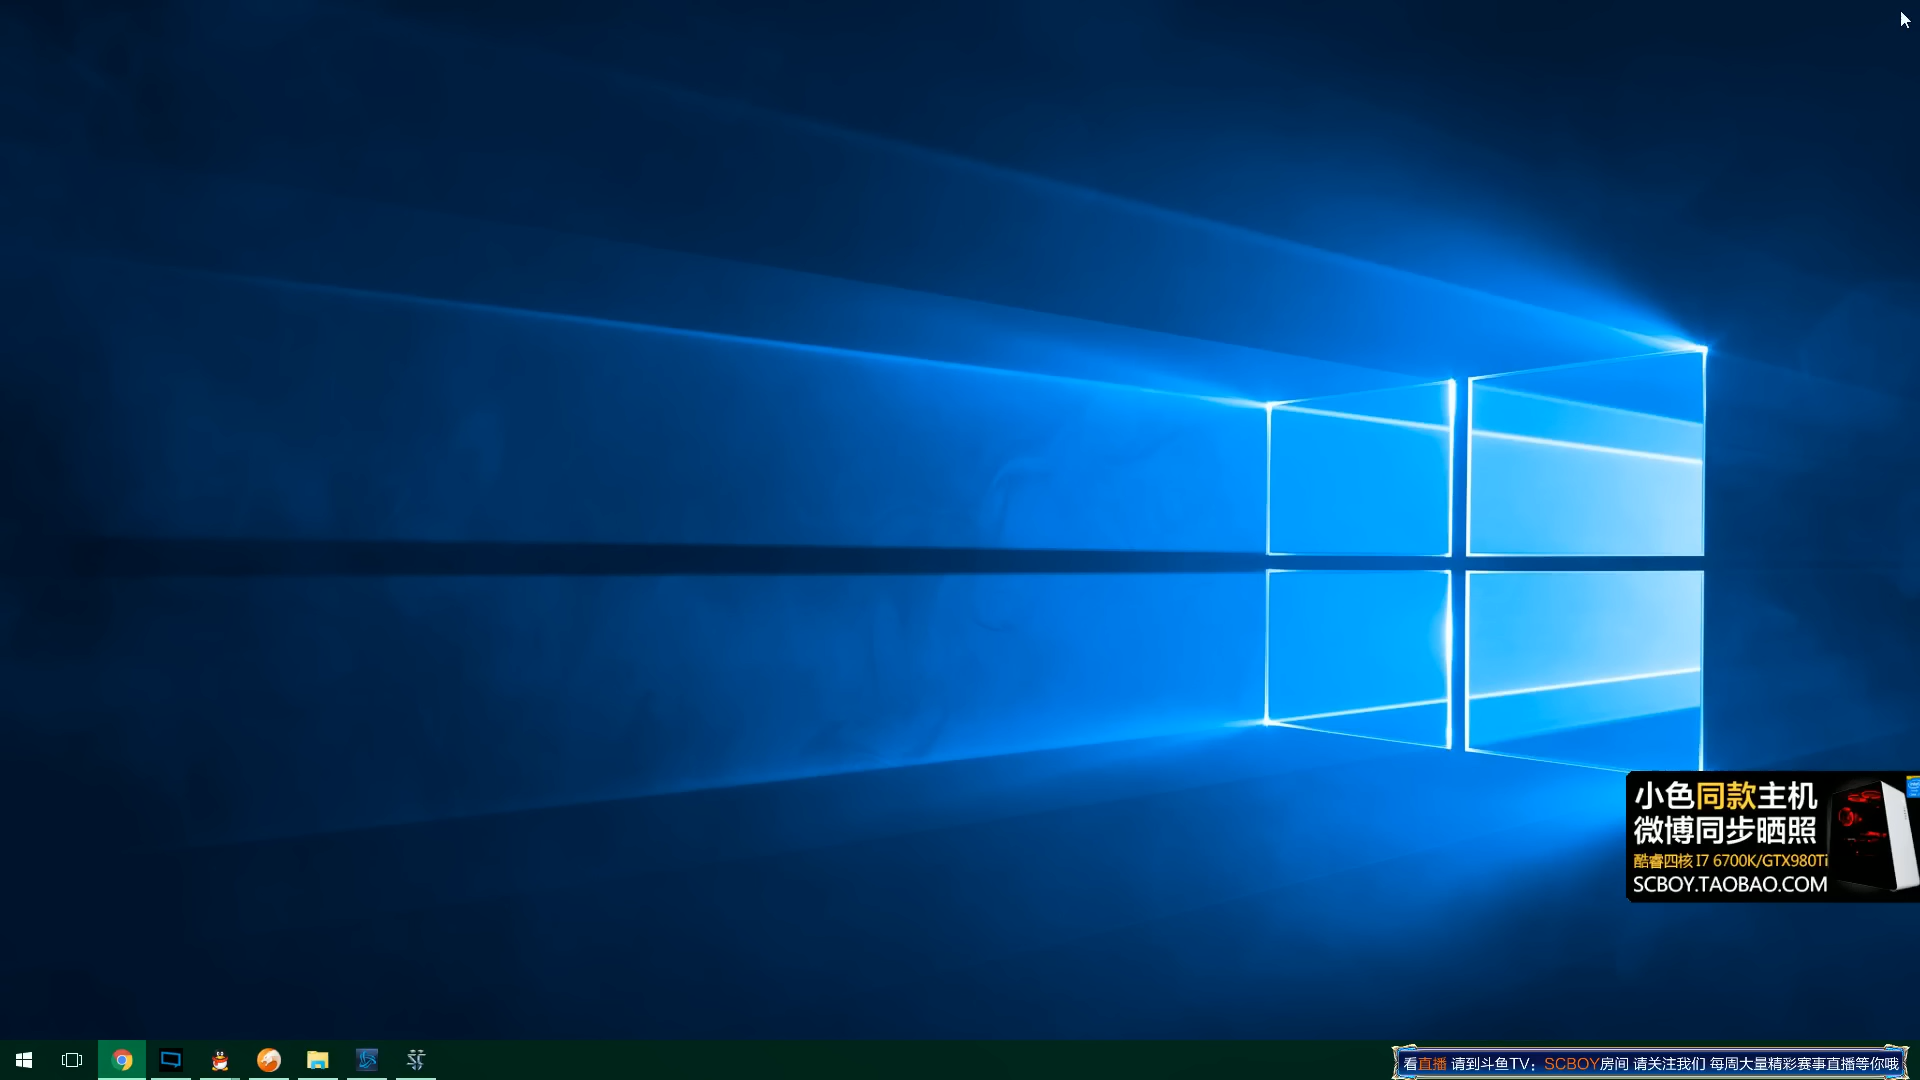 小色同款主机
微博同步晒照
酷睿四核 I7 6700K/GTX980Ti
SCBOY.TAOBAO.COM
看直播 请到斗鱼TV：SCBOY房间 请关注我们 每周大量精彩赛事直播等你哦